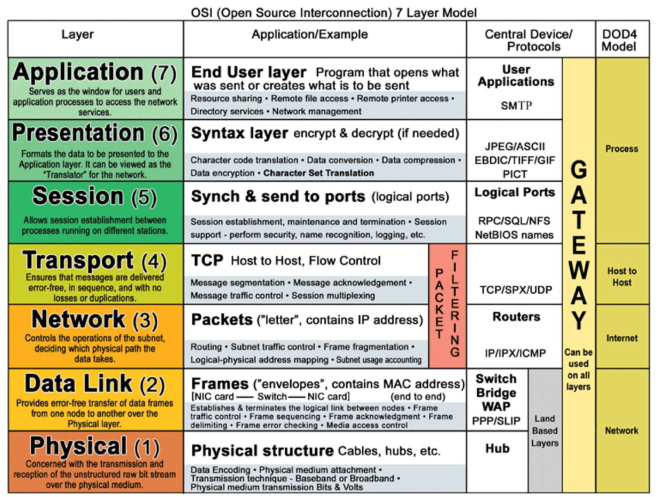 OSI (Open Source Interconnection) 7 Layer Model
Layer
Application/Example
Central Device/
Protocols
DOD4
Model
Application (7)
Serves as the window for users and
application processes to access the network
services.
End User layer Program that opens what
was sent or creates what is to be sent
Resource sharing • Remote file access • Remote printer access •
Directory services • Network management
User
Applications
SMTP
Presentation (6)
Formats the data to be presented to the
Application layer. It can be viewed as the
"Translator" for the network.
Syntax layer encrypt & decrypt (if needed)
Character code translation • Data conversion • Data compression •
Data encryption • Character Set Translation
JPEG/ASCII
EBDIC/TIFF/GIF
PICT
Process
Session (5)
Allows session establishment between
processes running on different stations.
Synch & send to ports (logical ports)
Session establishment, maintenance and termination • Session
support - perform security, name recognition, logging, etc.
Logical Ports
RPC/SQL/NFS
NetBIOS names
Transport (4)
Ensures that messages are delivered
error-free, in sequence, and with no
losses or duplications.
TCP Host to Host, Flow Control
Message segmentation • Message acknowledgement •
Message traffic control • Session multiplexing
PACKET
FILTERING
TCP/SPX/UDP
GATEWAY
Can be
used
on all
layers
Host to
Host
Network (3)
Controls the operations of the subnet,
deciding which physical path the
data takes.
Packets ("letter", contains IP address)
Routing • Subnet traffic control • Frame fragmentation •
Logical-physical address mapping • Subnet usage accounting
Routers
IP/IPX/ICMP
Internet
Data Link (2)
Provides error-free transfer of data frames
from one node to another over the
Physical layer.
Frames ("envelopes", contains MAC address)
[NIC card —— Switch —— NIC card] (end to end)
Establishes & terminates the logical link between nodes • Frame
traffic control • Frame sequencing • Frame acknowledgment • Frame
delimiting • Frame error checking • Media access control
Switch
Bridge
WAP
PPP/SLIP
Land
Based
Layers
Network
Physical (1)
Concerned with the transmission and
reception of the unstructured raw bit stream
over the physical medium.
Physical structure Cables, hubs, etc.
Data Encoding • Physical medium attachment •
Transmission technique - Baseband or Broadband •
Physical medium transmission Bits & Volts
Hub